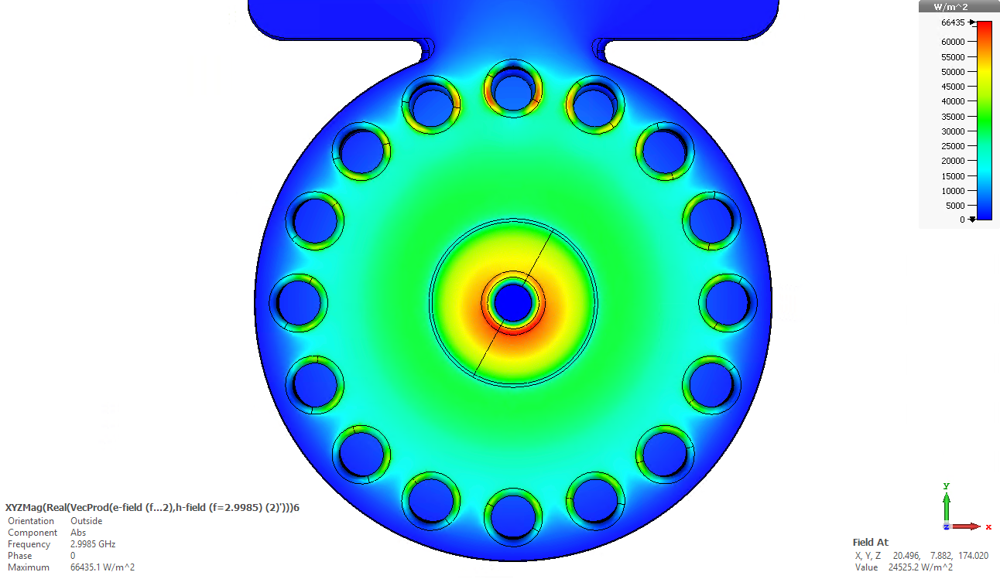 W/m^2
66435
60000
55000
50000
45000
40000
35000
30000
25000
20000
15000
10000
5000
0
XYZMag(Real(VecProd(e-field (f...2),h-field (f=2.9985) (2)')))6
Orientation Outside
Component Abs
Frequency 2.9985 GHz
Phase 0
Maximum 66435.1 W/m^2
y
z x
Field At
X, Y, Z 20.496, 7.882, 174.020
Value 24525.2 W/m^2